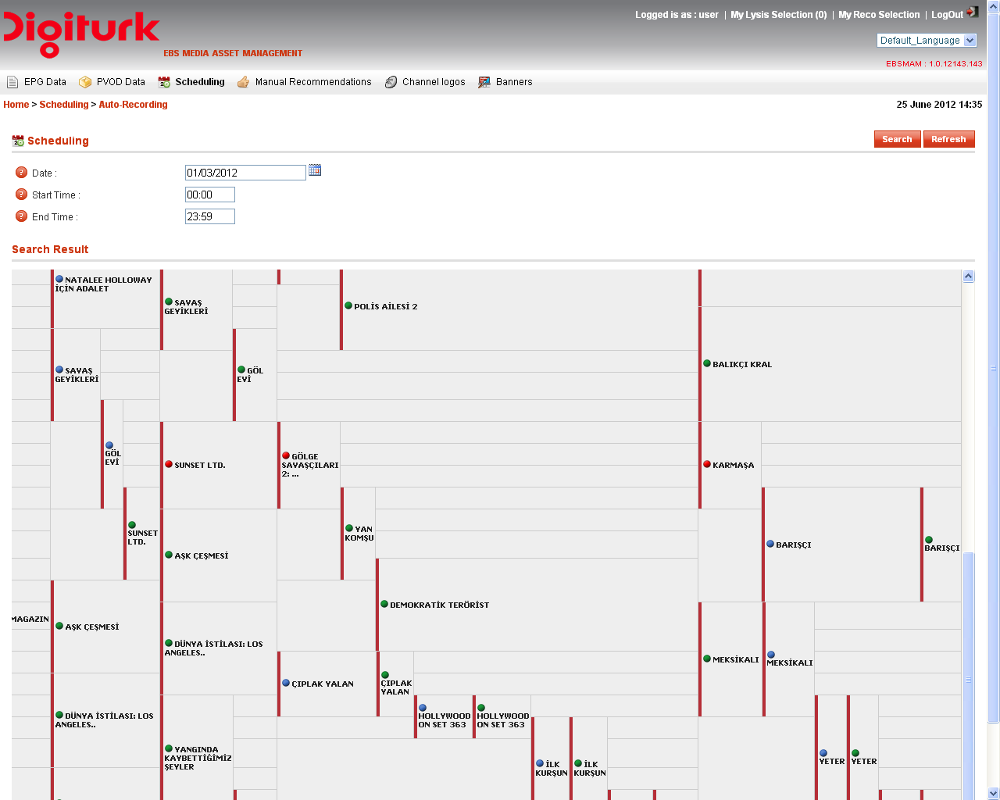 Digiturk
EBS MEDIA ASSET MANAGEMENT
Logged is as : user | My Lysis Selection (0) | My Reco Selection | LogOut
Default_Language
EBSMAM : 1.0.12143.143
EPG Data PVOD Data Scheduling Manual Recommendations Channel logos Banners
Home > Scheduling > Auto-Recording
25 June 2012 14:35
Scheduling
Search Refresh
Date : 01/03/2012
Start Time : 00:00
End Time : 23:59
Search Result
NATALEE HOLLOWAY
İÇİN ADALET
SAVAŞ
GEYİKLERİ
POLİS AİLESİ 2
BALIKÇI KRAL
SAVAŞ
GEYİKLERİ
GÖL
EVİ
GÖL
EVİ
SUNSET LTD.
GÖLGE
SAVAŞÇILARI
2: ...
KARMAŞA
SUNSET
LTD.
YAN
KOMŞU
BARIŞÇI
BARIŞÇI
AŞK ÇEŞMESİ
DEMOKRATİK TERÖRİST
MAGAZIN
AŞK ÇEŞMESİ
DÜNYA İSTİLASI: LOS
ANGELES..
MEKSİKALI
MEKSİKALI
ÇIPLAK YALAN
ÇIPLAK
YALAN
DÜNYA İSTİLASI: LOS
ANGELES..
HOLLYWOOD
ON SET 363
HOLLYWOOD
ON SET 363
YANGINDA
KAYBETTİĞİMİZ
ŞEYLER
İLK
KURŞUN
İLK
KURŞUN
YETER
YETER